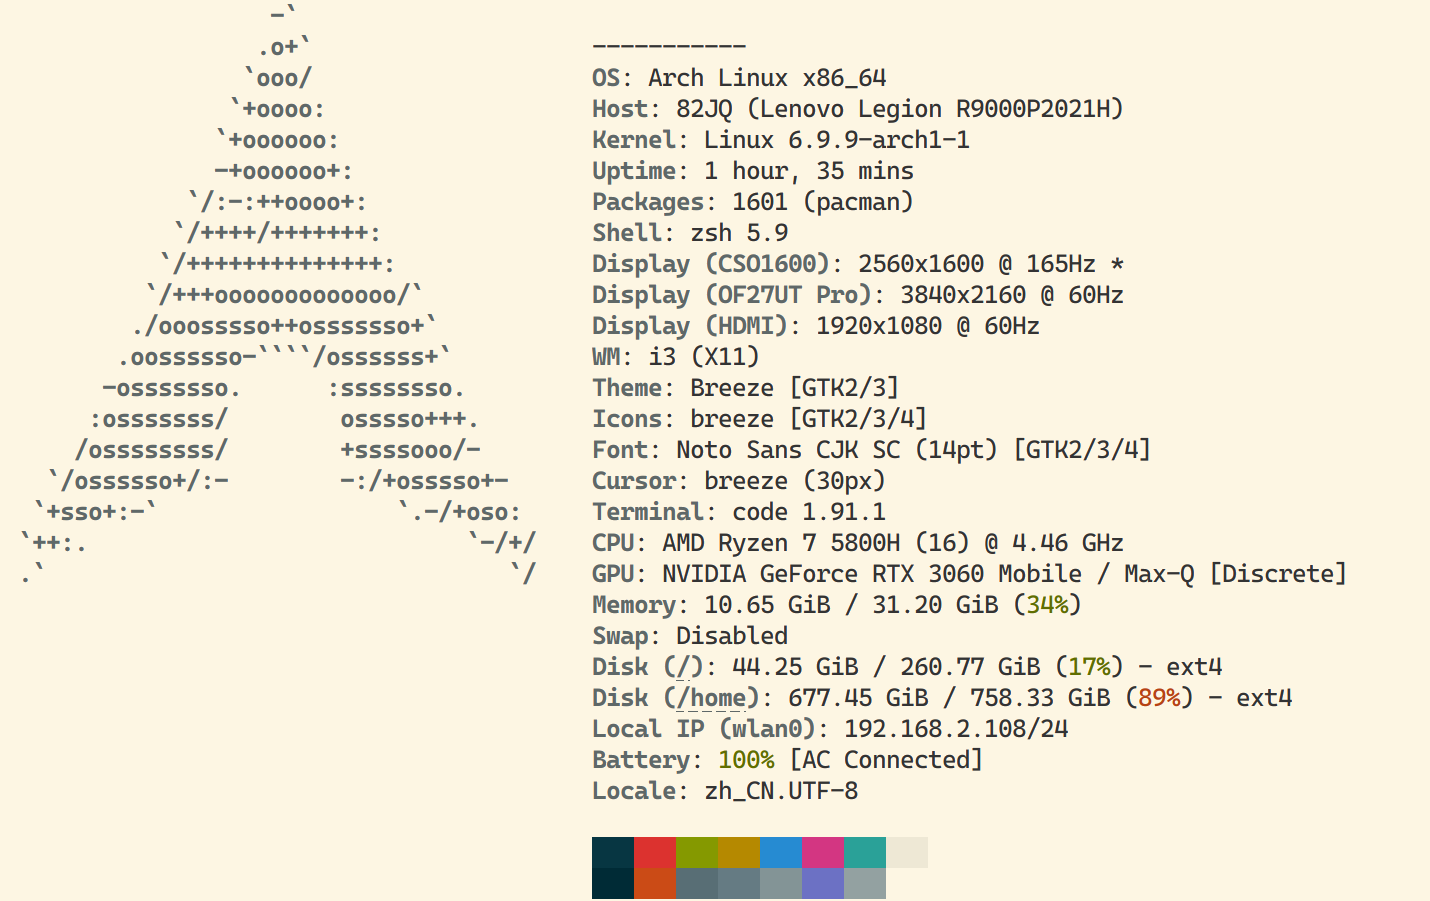 -`
                 .o+`                     -----------
                `ooo/                     OS: Arch Linux x86_64
               `+oooo:                    Host: 82JQ (Lenovo Legion R9000P2021H)
              `+oooooo:                   Kernel: Linux 6.9.9-arch1-1
              -+oooooo+:                  Uptime: 1 hour, 35 mins
            `/:-:++oooo+:                 Packages: 1601 (pacman)
           `/++++/+++++++:                Shell: zsh 5.9
          `/++++++++++++++:               Display (CSO1600): 2560x1600 @ 165Hz *
         `/+++ooooooooooooo/`             Display (OF27UT Pro): 3840x2160 @ 60Hz
        ./ooosssso++osssssso+`            Display (HDMI): 1920x1080 @ 60Hz
       .oossssso-````/ossssss+`           WM: i3 (X11)
      -osssssso.      :ssssssso.          Theme: Breeze [GTK2/3]
     :osssssss/        osssso+++.         Icons: breeze [GTK2/3/4]
    /ossssssss/        +ssssooo/-         Font: Noto Sans CJK SC (14pt) [GTK2/3/4]
  `/ossssso+/:-        -:/+osssso+-       Cursor: breeze (30px)
 `+sso+:-`                 `.-/+oso:      Terminal: code 1.91.1
`++:.                           `-/+/     CPU: AMD Ryzen 7 5800H (16) @ 4.46 GHz
.`                                 `/     GPU: NVIDIA GeForce RTX 3060 Mobile / Max-Q [Discrete]
                                          Memory: 10.65 GiB / 31.20 GiB (34%)
                                          Swap: Disabled
                                          Disk (/): 44.25 GiB / 260.77 GiB (17%) - ext4
                                          Disk (/home): 677.45 GiB / 758.33 GiB (89%) - ext4
                                          Local IP (wlan0): 192.168.2.108/24
                                          Battery: 100% [AC Connected]
                                          Locale: zh_CN.UTF-8